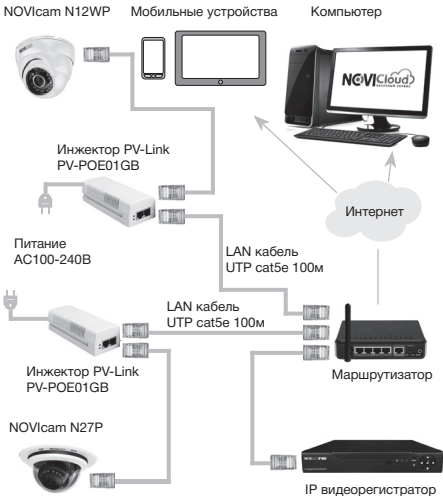 NOVIcam N12WP
Мобильные устройства
Компьютер
NOVICloud
Инжектор PV-Link
PV-POE01GB
Интернет
Питание
AC100-240В
LAN кабель
UTP cat5e 100м
LAN кабель
UTP cat5e 100м
Инжектор PV-Link
PV-POE01GB
Маршрутизатор
NOVIcam N27P
IP видеорегистратор